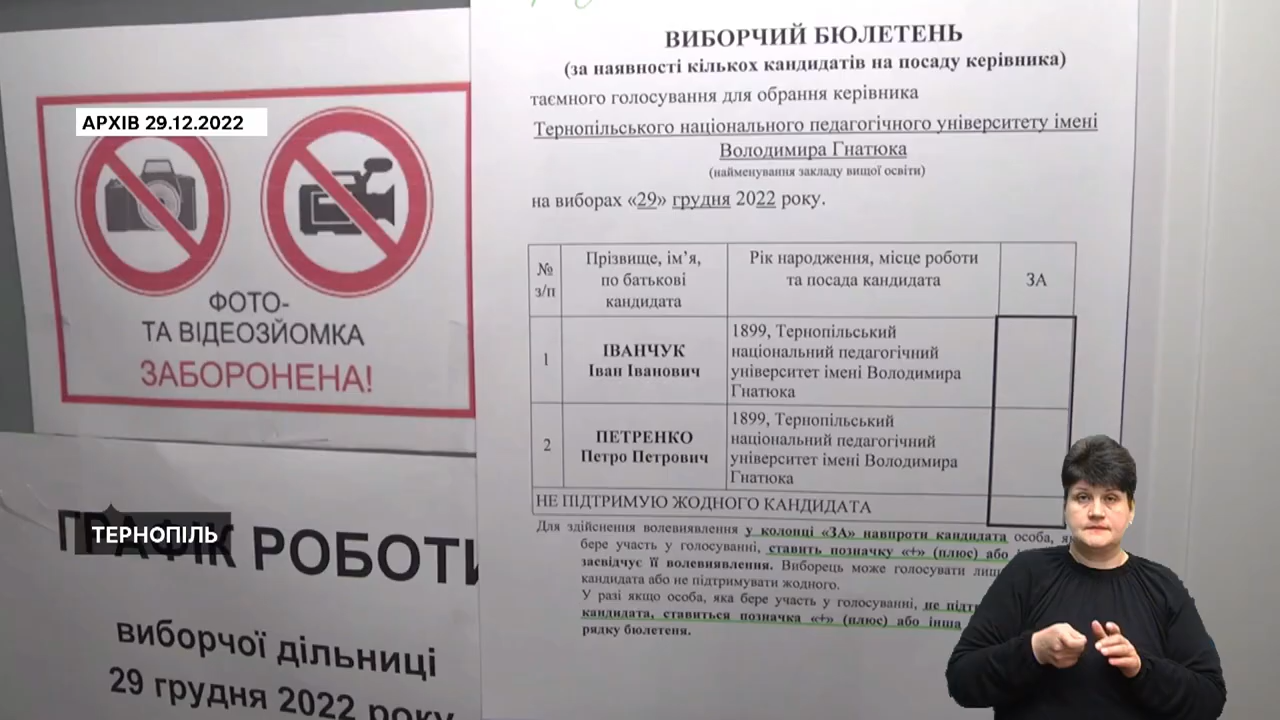 АРХІВ 29.12.2022
ФОТО-
ТА ВІДЕОЗЙОМКА
ЗАБОРОНЕНА!
ТЕРНОПІЛЬ
ГРАФІК РОБОТИ
виборчої дільниці
29 грудня 2022 року
ВИБОРЧИЙ БЮЛЕТЕНЬ
(за наявності кількох кандидатів на посаду керівника)
таємного голосування для обрання керівника
Тернопільського національного педагогічного університету імені
Володимира Гнатюка
(найменування закладу вищої освіти)
на виборах «29» грудня 2022 року.
№ з/п
Прізвище, ім’я,
по батькові
кандидата
Рік народження, місце роботи
та посада кандидата
ЗА
1
ІВАНЧУК
Іван Іванович
1899, Тернопільський
національний педагогічний
університет імені Володимира
Гнатюка
2
ПЕТРЕНКО
Петро Петрович
1899, Тернопільський
національний педагогічний
університет імені Володимира
Гнатюка
НЕ ПІДТРИМУЮ ЖОДНОГО КАНДИДАТА
Для здійснення волевиявлення у колонці «ЗА» навпроти кандидата особа,
бере участь у голосуванні, ставить позначку «+» (плюс) або
засвідчує її волевиявлення. Виборець може голосувати
кандидата або не підтримувати жодного.
У разі якщо особа, яка бере участь у голосуванні, не
кандидата, ставиться позначка «+» (плюс) або інша
рядку бюлетеня.